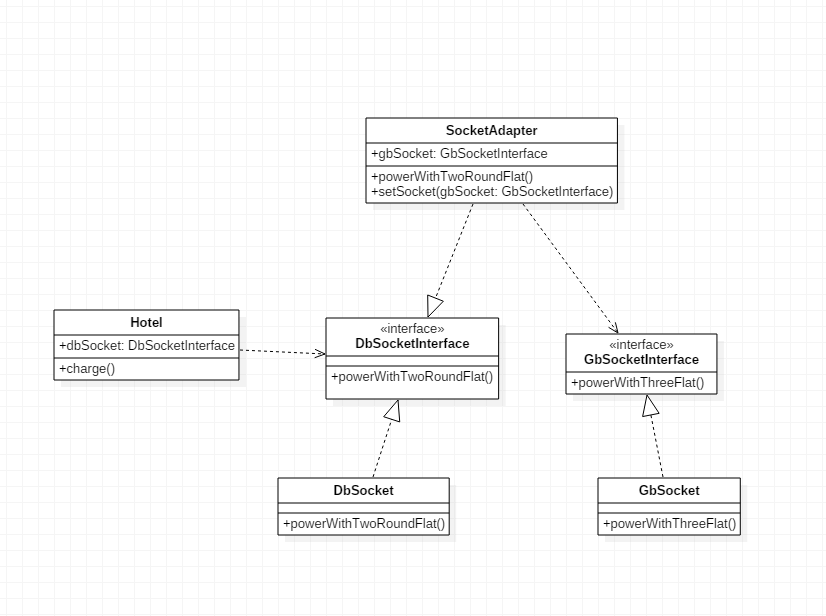 SocketAdapter
+gbSocket: GbSocketInterface
+powerWithTwoRoundFlat()
+setSocket(gbSocket: GbSocketInterface)
Hotel
+dbSocket: DbSocketInterface
+charge()
«interface»
DbSocketInterface
+powerWithTwoRoundFlat()
«interface»
GbSocketInterface
+powerWithThreeFlat()
DbSocket
+powerWithTwoRoundFlat()
GbSocket
+powerWithThreeFlat()